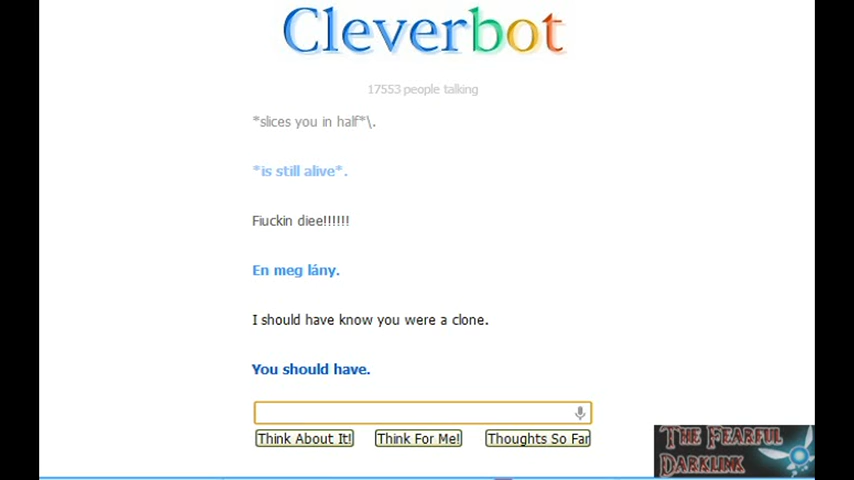 Cleverbot
17553 people talking
*slices you in half*\.
*is still alive*.
Fiuckin diee!!!!!!
En meg lány.
I should have know you were a clone.
You should have.
Think About It! Think For Me! Thoughts So Far
The Fearful
Darklink